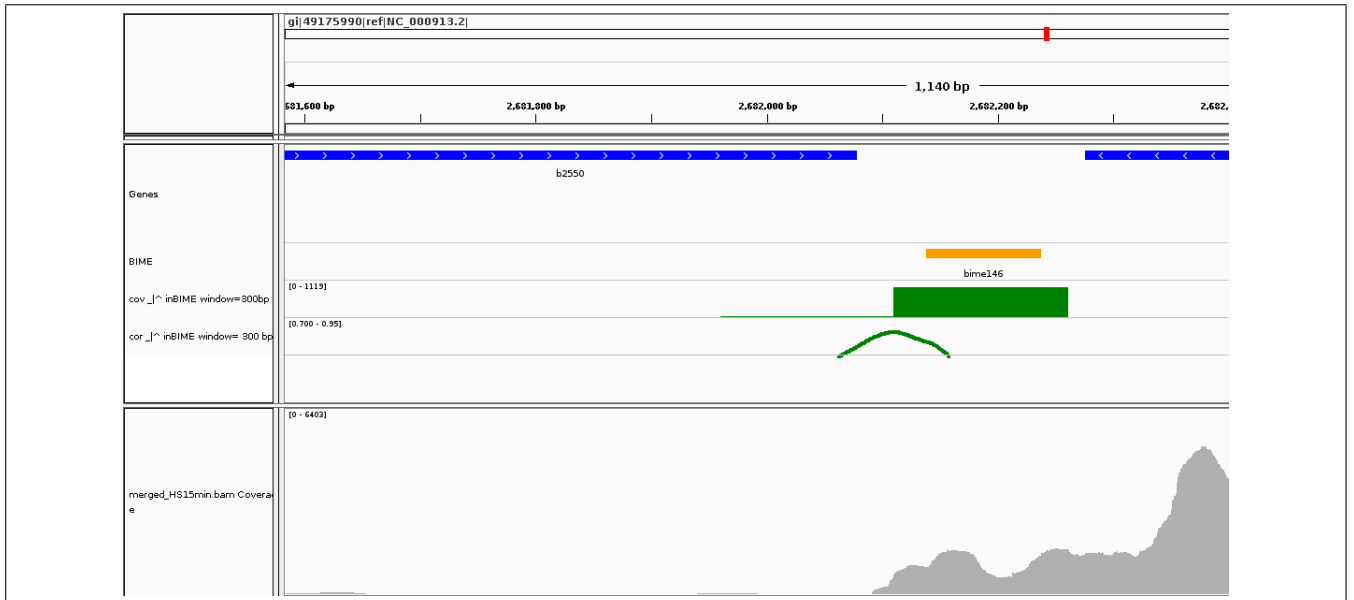 gi|49175990|ref|NC_000913.2|
1,140 bp
581,600 bp 2,681,800 bp 2,682,000 bp 2,682,200 bp 2,682,
b2550
Genes
BIME
bime146
[0 - 1119]
cov _|^ inBIME window=300bp
[0.700 - 0.95]
cor _|^ inBIME window= 300 bp
[0 - 6403]
merged_HS15min.bam Coverag
e